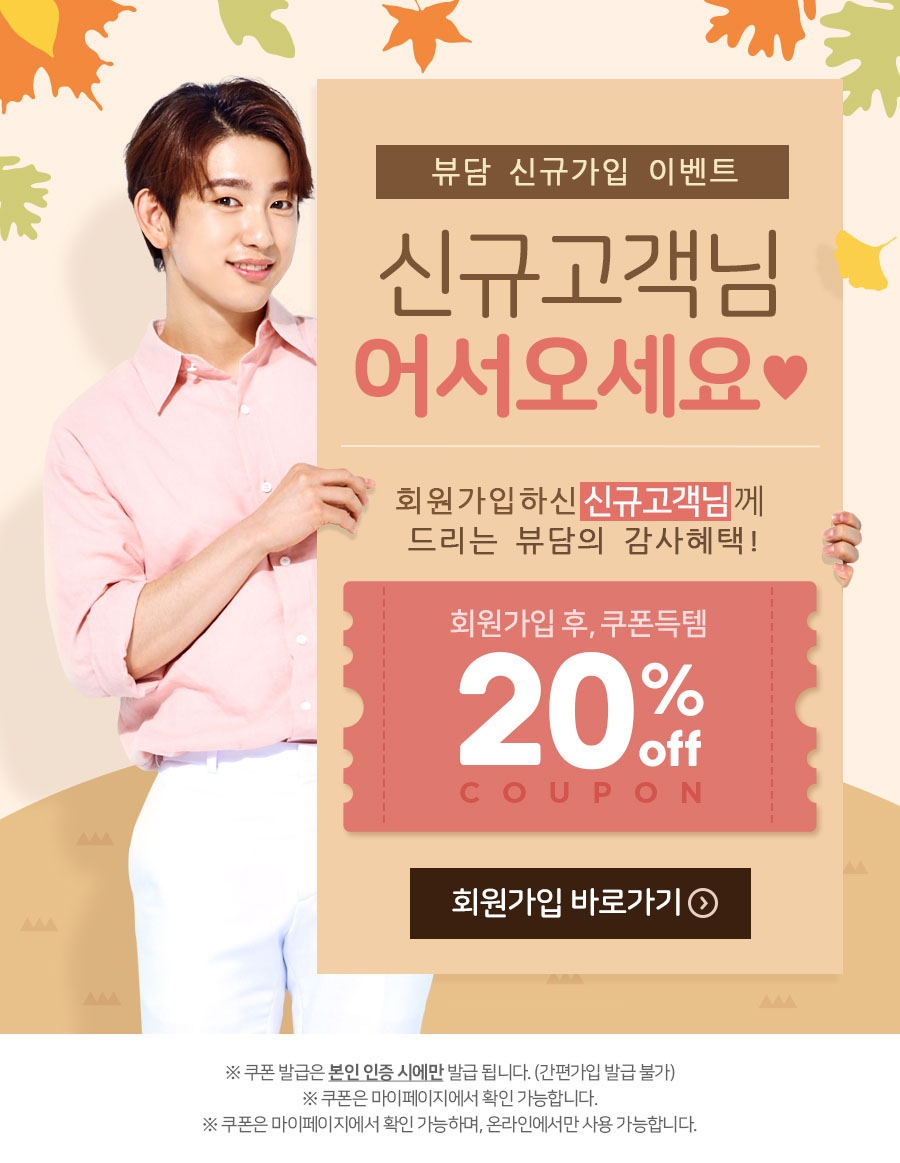 뷰담 신규가입 이벤트
신규고객님
어서오세요♥
회원가입하신 신규고객님께
드리는 뷰담의 감사혜택!
회원가입 후, 쿠폰득템
20%
off
COUPON
회원가입 바로가기
※ 쿠폰 발급은 본인 인증 시에만 발급 됩니다. (간편가입 발급 불가)
※ 쿠폰은 마이페이지에서 확인 가능합니다.
※ 쿠폰은 마이페이지에서 확인 가능하며, 온라인에서만 사용 가능합니다.